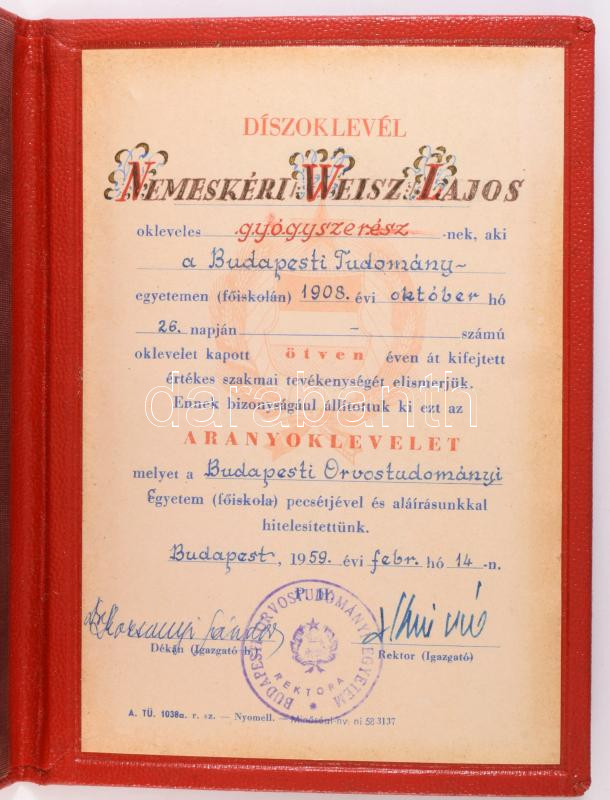 DÍSZOKLEVÉL
NEMESKÉRI WEISZ LAJOS
okleveles gyógyszerész -nek, aki
a Budapesti Tudomány-
egyetemen (főiskolán) 1908. évi október hó
26. napján – számú
oklevelet kapott ötven éven át kifejtett
értékes szakmai tevékenységét elismerjük.
Ennek bizonyságául állítottuk ki ezt az
darabanth
ARANYOKLEVELET
melyet a Budapesti Orvostudományi
Egyetem (főiskola) pecsétjével és aláírásunkkal
hitelesítettünk.
Budapest, 1959. évi febr. hó 14-n.
P. H.
BUDAPESTI ORVOSTUDOMÁNYI EGYETEM
REKTORA
Dékán (Igazgató h.)
Rektor (Igazgató)
A. TÜ. 1038a. r. sz. — Nyomell. — 58-3137